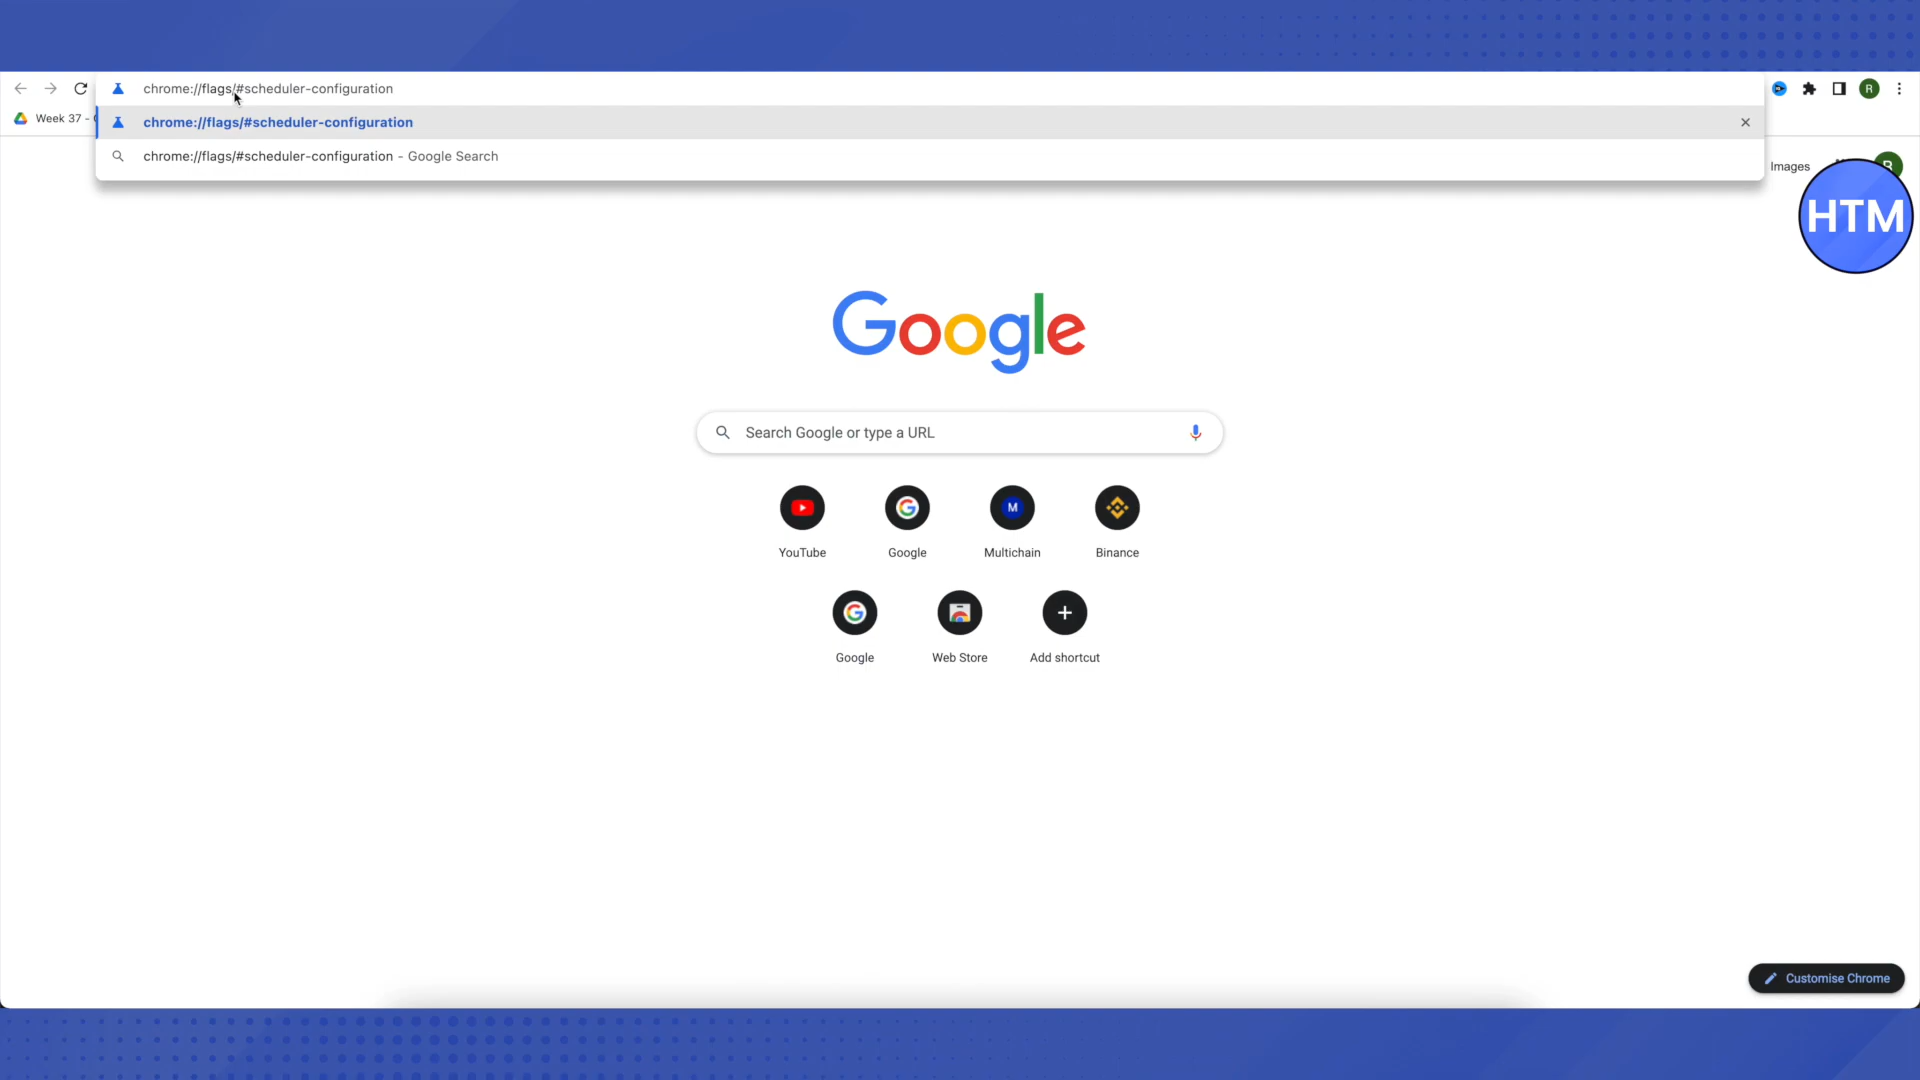 chrome://flags/#scheduler-configuration
R
Week 37 -
chrome://flags/#scheduler-configuration
chrome://flags/#scheduler-configuration - Google Search
Images
R
HTM
Google
Search Google or type a URL
M
YouTube
Google
Multichain
Binance
Google
Web Store
Add shortcut
Customise Chrome